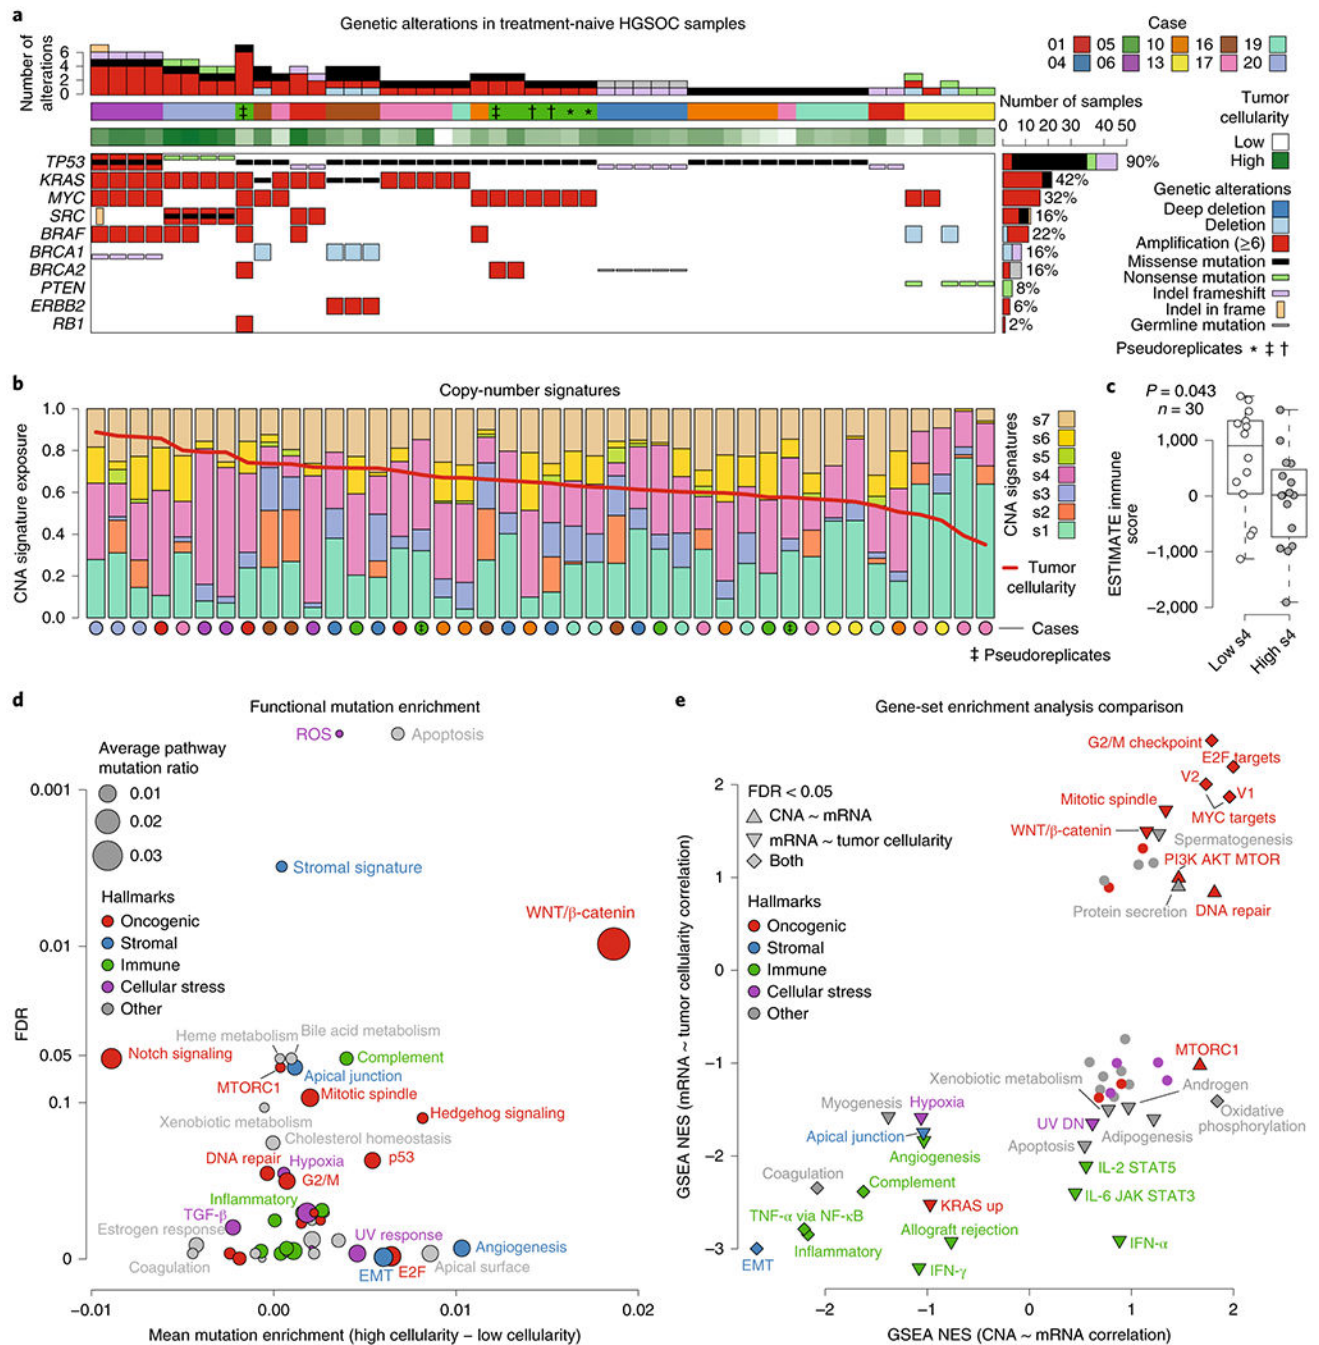 a
Genetic alterations in treatment-naive HGSOC samples
Number of
alterations
6
4
2
0
Case
01 05 10 16 19
04 06 13 17 20
‡ ‡ † † * *
Number of samples
0 10 20 30 40 50
Tumor
cellularity
Low
High
TP53 90%
KRAS 42%
MYC 32%
SRC 16%
BRAF 22%
BRCA1 16%
BRCA2 16%
PTEN 8%
ERBB2 6%
RB1 2%
Genetic alterations
Deep deletion
Deletion
Amplification (≥6)
Missense mutation
Nonsense mutation
Indel frameshift
Indel in frame
Germline mutation
Pseudoreplicates * ‡ †
b
Copy-number signatures
CNA signature exposure
1.0
0.8
0.6
0.4
0.2
0.0
CNA sisgnatures
s7
s6
s5
s4
s3
s2
s1
Tumor
cellularity
‡ ‡
Cases
‡ Pseudoreplicates
c
P = 0.043
n = 30
ESTIMATE immune
score
1,000
0
−1,000
−2,000
Low s4
High s4
d
Functional mutation enrichment
ROS
Apoptosis
Average pathway
mutation ratio
0.01
0.02
0.03
Hallmarks
Oncogenic
Stromal
Immune
Cellular stress
Other
FDR
0.001
0.01
0.05
0.1
0
Stromal signature
WNT/β-catenin
Heme metabolism
Bile acid metabolism
Notch signaling
Complement
MTORC1
Apical junction
Mitotic spindle
Xenobiotic metabolism
Hedgehog signaling
Cholesterol homeostasis
DNA repair
Hypoxia
p53
G2/M
Inflammatory
TGF-β
Estrogen response
UV response
Angiogenesis
Coagulation
EMT
E2F
Apical surface
−0.01 0.00 0.01 0.02
Mean mutation enrichment (high cellularity − low cellularity)
e
Gene-set enrichment analysis comparison
GSEA NES (mRNA ~ tumor cellularity correlation)
2
1
0
−1
−2
−3
FDR < 0.05
CNA ~ mRNA
mRNA ~ tumor cellularity
Both
Hallmarks
Oncogenic
Stromal
Immune
Cellular stress
Other
G2/M checkpoint
E2F targets
V2
V1
MYC targets
Mitotic spindle
WNT/β-catenin
Spermatogenesis
PI3K AKT MTOR
Protein secretion
DNA repair
MTORC1
Xenobiotic metabolism
Androgen
Myogenesis
Hypoxia
UV DN
Oxidative
phosphorylation
Apical junction
Adipogenesis
Angiogenesis
Apoptosis
Coagulation
Complement
IL-2 STAT5
IL-6 JAK STAT3
KRAS up
TNF-α via NF-κB
Allograft rejection
Inflammatory
IFN-α
EMT
IFN-γ
−2 −1 0 1 2
GSEA NES (CNA ~ mRNA correlation)